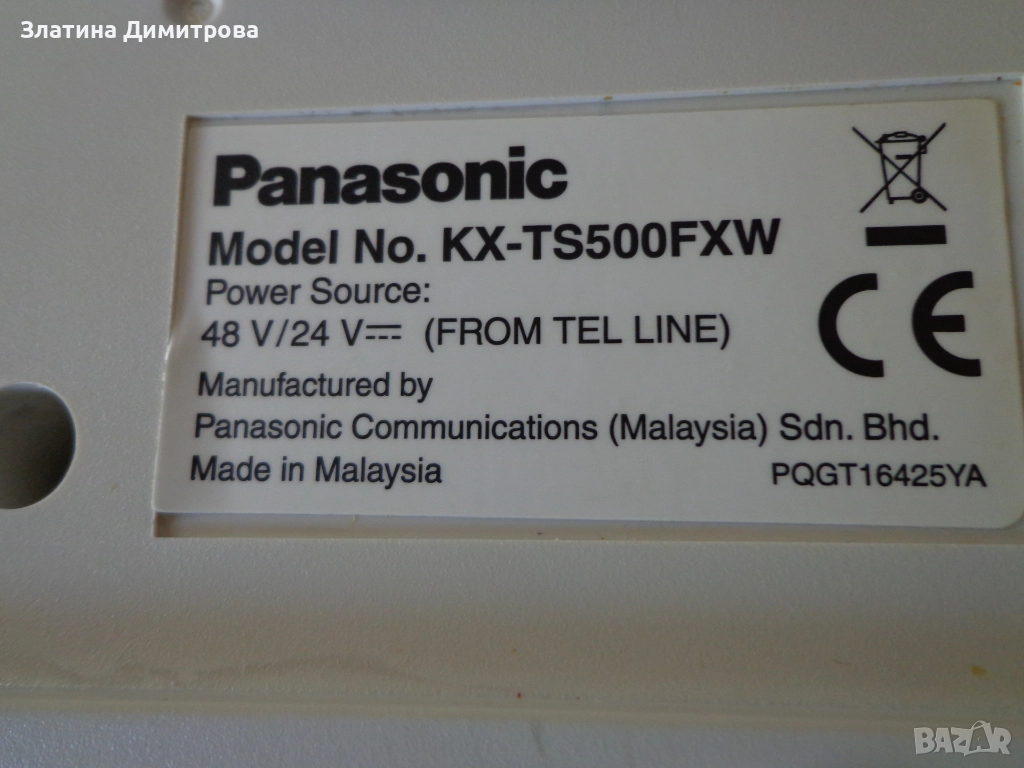 Златина Димитрова
Panasonic
Model No. KX-TS500FXW
Power Source:
48 V/24 V⎓ (FROM TEL LINE)
Manufactured by
Panasonic Communications (Malaysia) Sdn. Bhd.
Made in Malaysia PQGT16425YA
CE
BAZAR